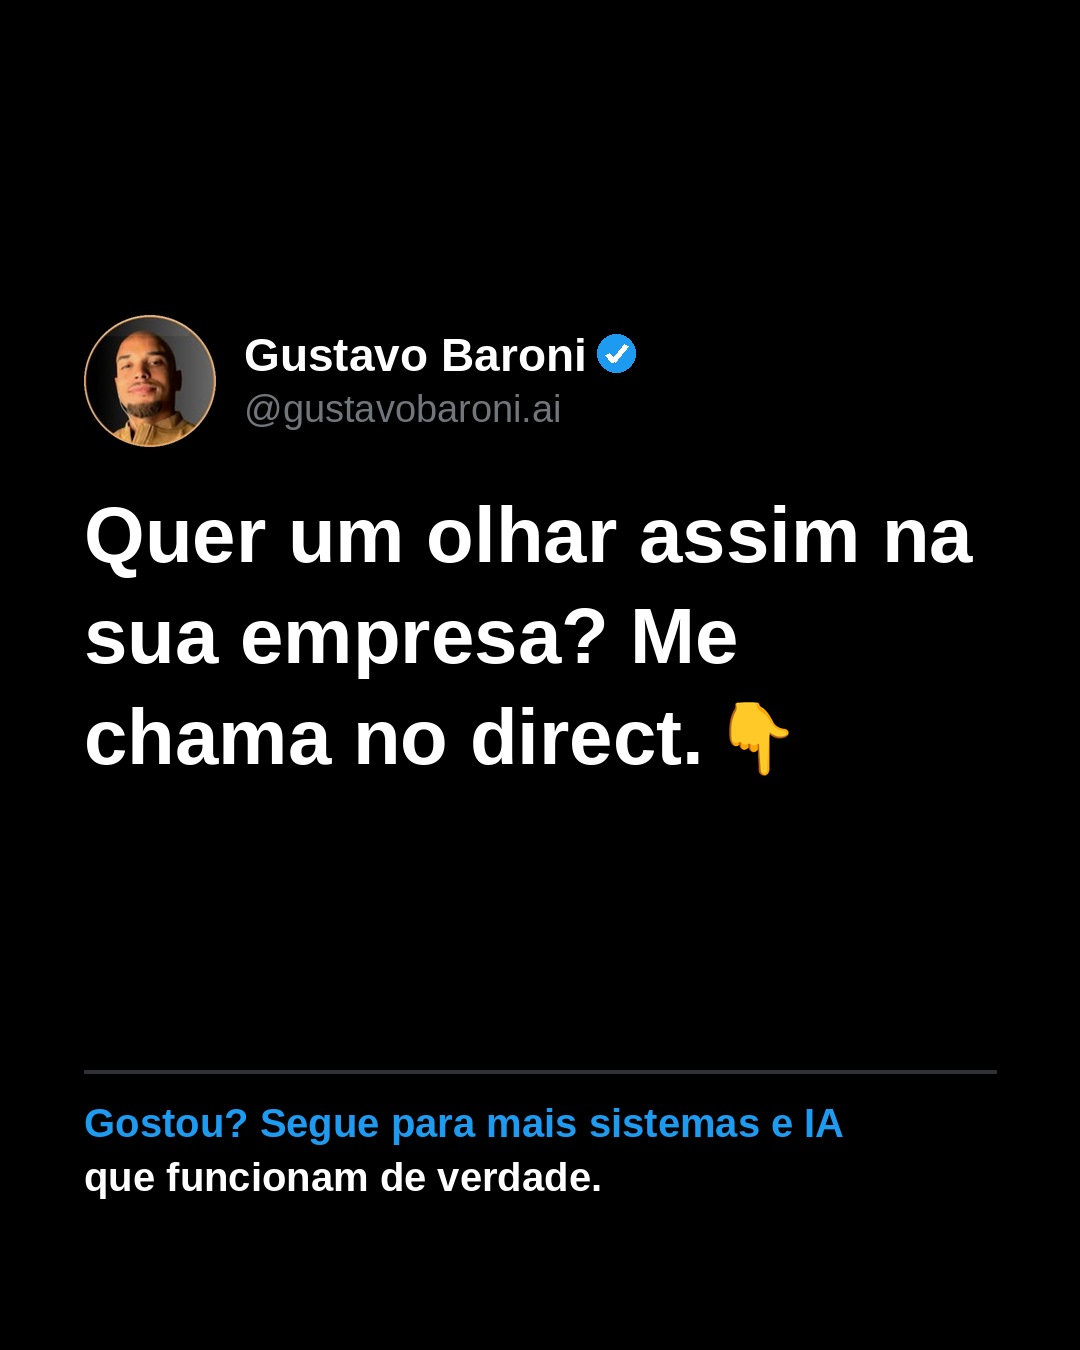 Gustavo Baroni
@gustavobaroni.ai
Quer um olhar assim na
sua empresa? Me
chama no direct. 👇
Gostou? Segue para mais sistemas e IA
que funcionam de verdade.